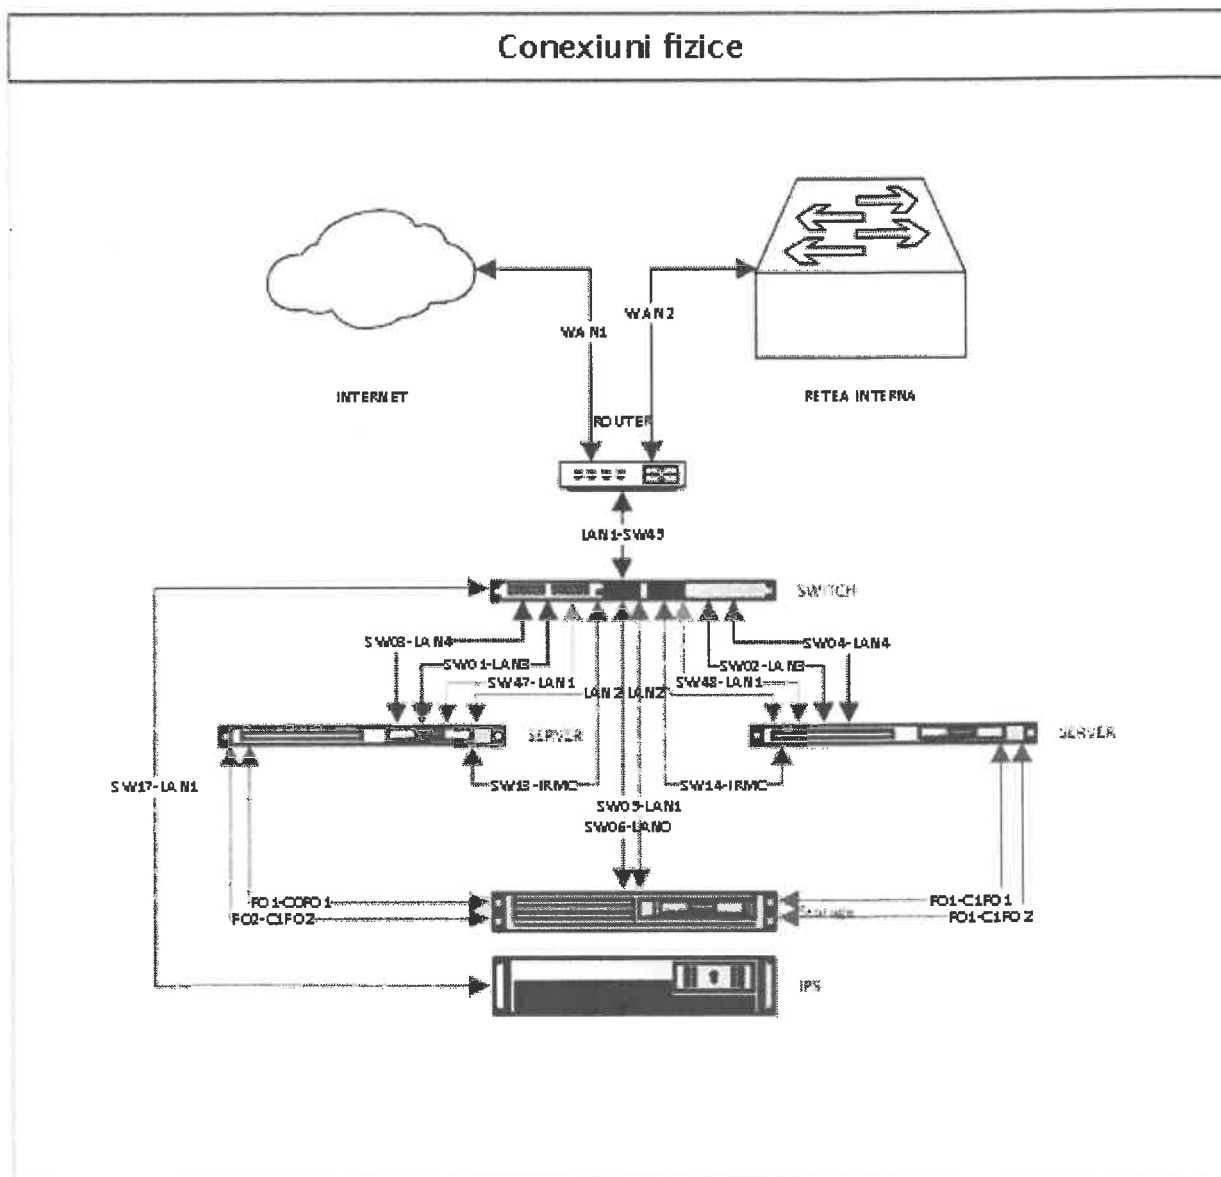 Conexiuni fizice
WAN1
WAN2
INTERNET
RETEA INTERNA
ROUTER
LAN1-SW45
SWITCH
SW03-LAN4
SW04-LAN4
SW01-LAN3
SW02-LAN3
SW47-LAN1
SW48-LAN1
LAN2
LAN2
SERVER
SERVER
SW17-LAN1
SW13-IRMC
SW14-IRMC
SW05-LAN1
SW06-LAN0
FO1-C0FO1
FO1-C1FO1
FO2-C1FO2
FO1-C1FO2
Storage